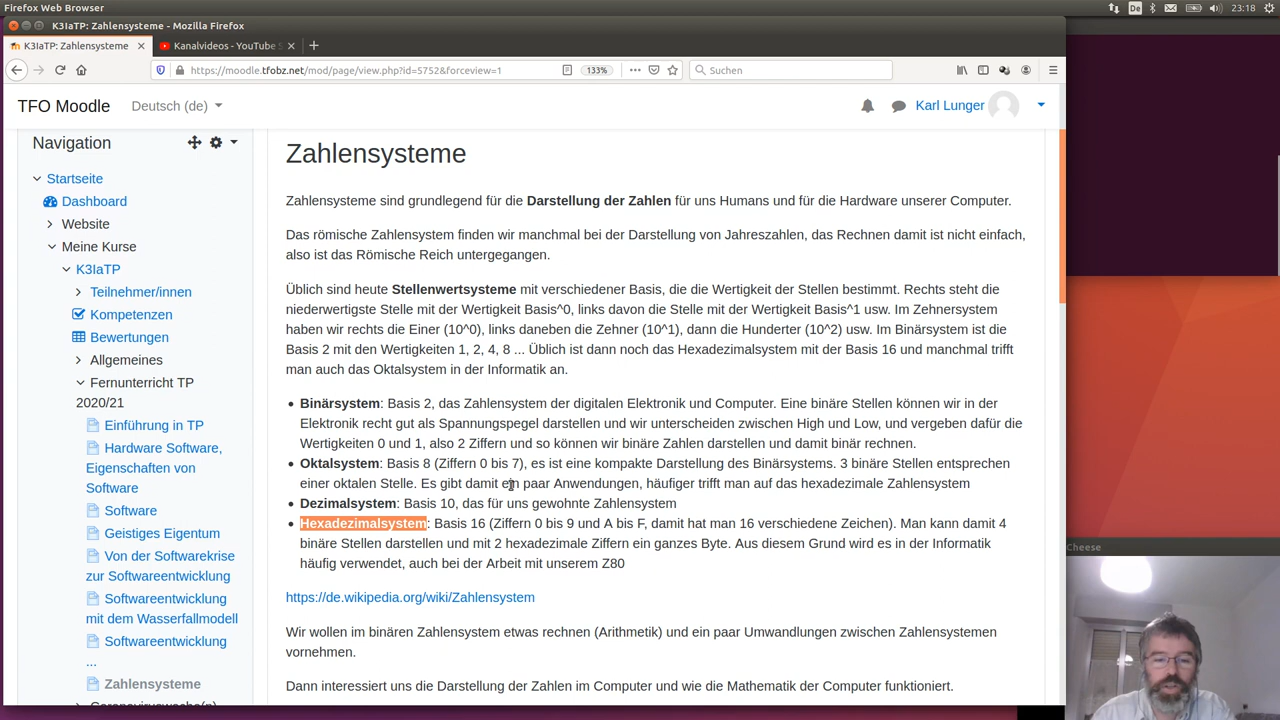 Firefox Web Browser
De
23:18
K3IaTP: Zahlensysteme - Mozilla Firefox
K3IaTP: Zahlensysteme
Kanalvideos - YouTube S
https://moodle.tfobz.net/mod/page/view.php?id=5752&forceview=1
133%
Suchen
TFO Moodle
Deutsch (de)
Karl Lunger
Navigation
Startseite
Dashboard
Website
Meine Kurse
K3IaTP
Teilnehmer/innen
Kompetenzen
Bewertungen
Allgemeines
Fernunterricht TP
2020/21
Einführung in TP
Hardware Software,
Eigenschaften von
Software
Software
Geistiges Eigentum
Von der Softwarekrise
zur Softwareentwicklung
Softwareentwicklung
mit dem Wasserfallmodell
Softwareentwicklung
...
Zahlensysteme
Zahlensysteme
Zahlensysteme sind grundlegend für die Darstellung der Zahlen für uns Humans und für die Hardware unserer Computer.
Das römische Zahlensystem finden wir manchmal bei der Darstellung von Jahreszahlen, das Rechnen damit ist nicht einfach,
also ist das Römische Reich untergegangen.
Üblich sind heute Stellenwertsysteme mit verschiedener Basis, die die Wertigkeit der Stellen bestimmt. Rechts steht die
niederwertigste Stelle mit der Wertigkeit Basis^0, links davon die Stelle mit der Wertigkeit Basis^1 usw. Im Zehnersystem
haben wir rechts die Einer (10^0), links daneben die Zehner (10^1), dann die Hunderter (10^2) usw. Im Binärsystem ist die
Basis 2 mit den Wertigkeiten 1, 2, 4, 8 ... Üblich ist dann noch das Hexadezimalsystem mit der Basis 16 und manchmal trifft
man auch das Oktalsystem in der Informatik an.
• Binärsystem: Basis 2, das Zahlensystem der digitalen Elektronik und Computer. Eine binäre Stellen können wir in der
Elektronik recht gut als Spannungspegel darstellen und wir unterscheiden zwischen High und Low, und vergeben dafür die
Wertigkeiten 0 und 1, also 2 Ziffern und so können wir binäre Zahlen darstellen und damit binär rechnen.
• Oktalsystem: Basis 8 (Ziffern 0 bis 7), es ist eine kompakte Darstellung des Binärsystems. 3 binäre Stellen entsprechen
einer oktalen Stelle. Es gibt damit ein paar Anwendungen, häufiger trifft man auf das hexadezimale Zahlensystem
• Dezimalsystem: Basis 10, das für uns gewohnte Zahlensystem
• Hexadezimalsystem: Basis 16 (Ziffern 0 bis 9 und A bis F, damit hat man 16 verschiedene Zeichen). Man kann damit 4
binäre Stellen darstellen und mit 2 hexadezimale Ziffern ein ganzes Byte. Aus diesem Grund wird es in der Informatik
häufig verwendet, auch bei der Arbeit mit unserem Z80
https://de.wikipedia.org/wiki/Zahlensystem
Wir wollen im binären Zahlensystem etwas rechnen (Arithmetik) und ein paar Umwandlungen zwischen Zahlensystemen
vornehmen.
Dann interessiert uns die Darstellung der Zahlen im Computer und wie die Mathematik der Computer funktioniert.
Cheese